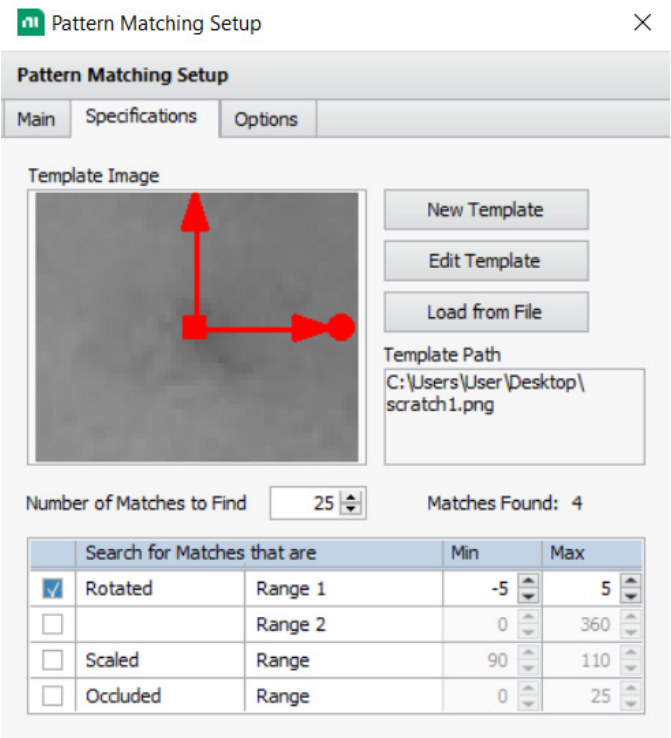 Pattern Matching Setup
Pattern Matching Setup
Main Specifications Options
Template Image
New Template
Edit Template
Load from File
Template Path
C:\Users\User\Desktop\
scratch1.png
Number of Matches to Find 25 Matches Found: 4
Search for Matches that are Min Max
Rotated Range 1 -5 5
Range 2 0 360
Scaled Range 90 110
Occluded Range 0 25